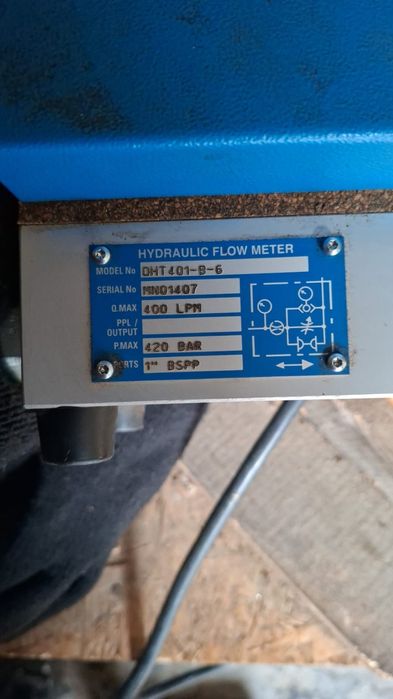 HYDRAULIC FLOW METER
MODEL No DHT401-B-6
SERIAL No MN01407
Q.MAX 400 LPM
PPL / OUTPUT
P.MAX 420 BAR
PORTS 1" BSPP